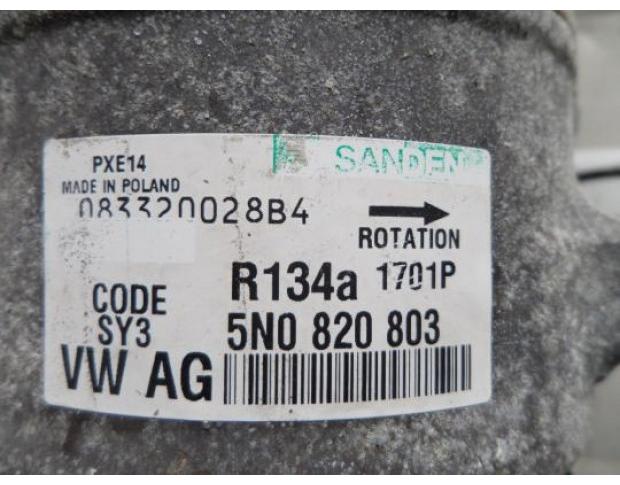 PXE14
SANDEN
MADE IN POLAND
083320028B4
ROTATION
R134a 1701P
CODE
SY3
5N0 820 803
VW AG